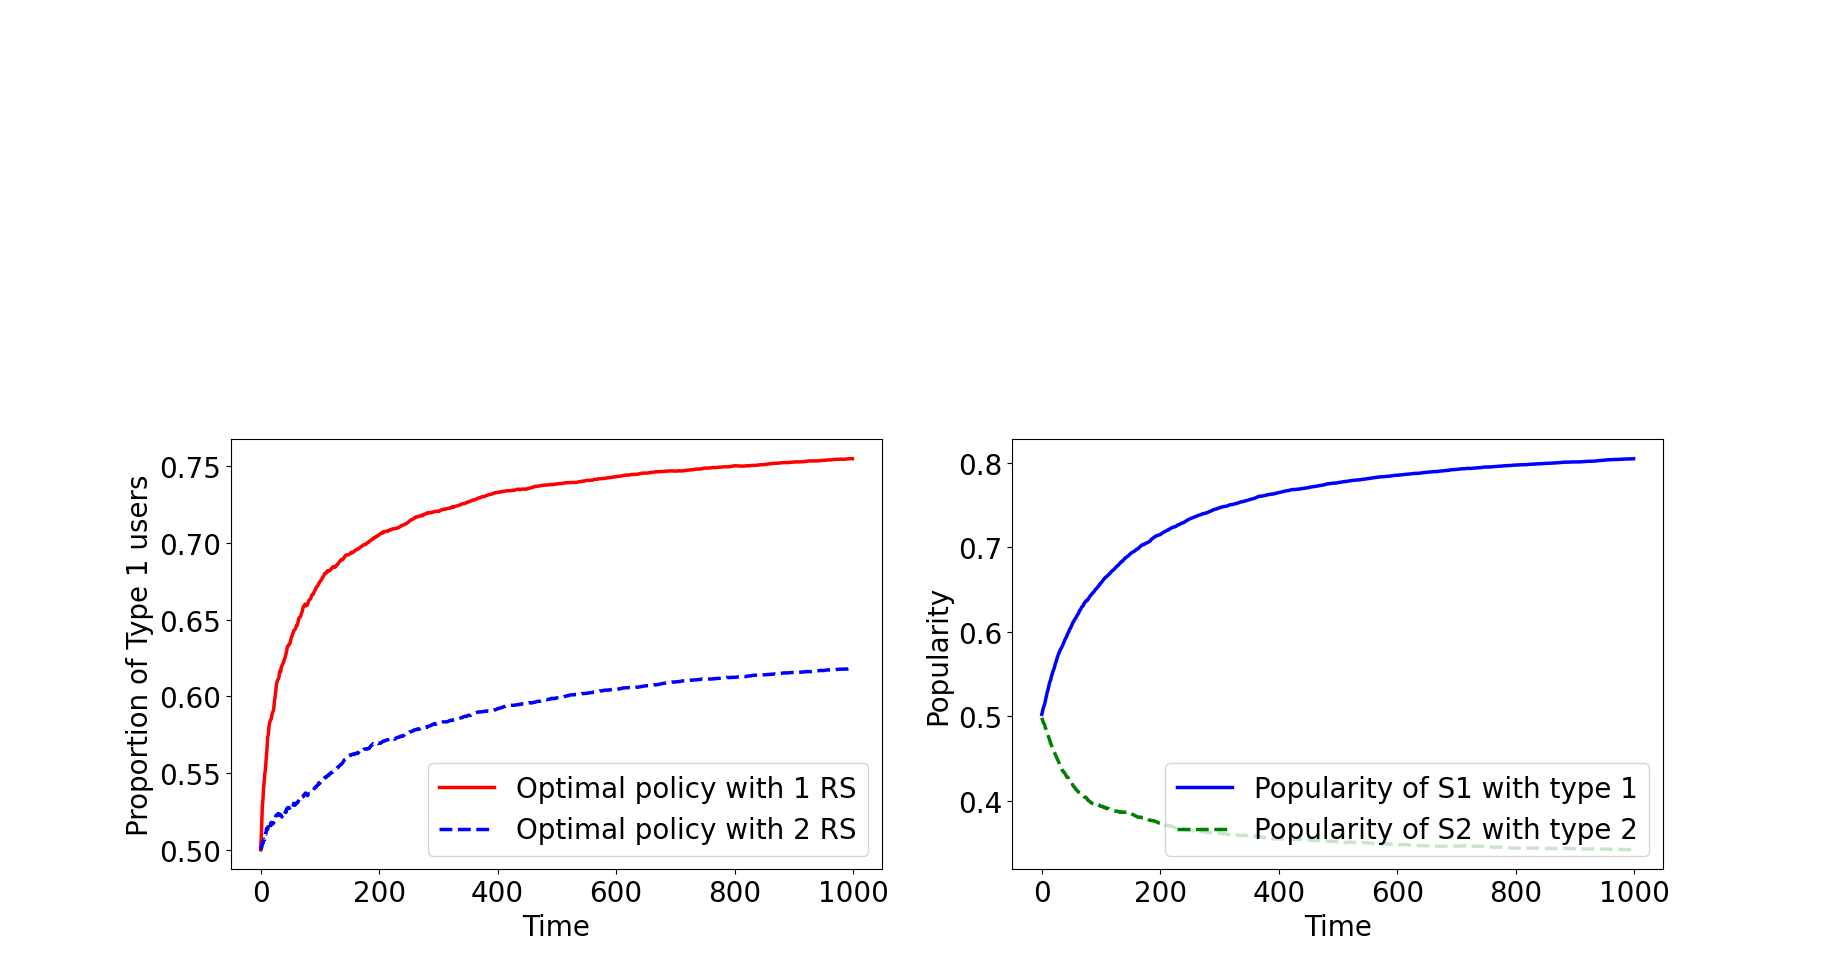 0.75
0.70
0.65
0.60
0.55
0.50
Proportion of Type 1 users
Optimal policy with 1 RS
Optimal policy with 2 RS
0 200 400 600 800 1000
Time
0.8
0.7
0.6
0.5
0.4
Popularity
Popularity of S1 with type 1
Popularity of S2 with type 2
0 200 400 600 800 1000
Time